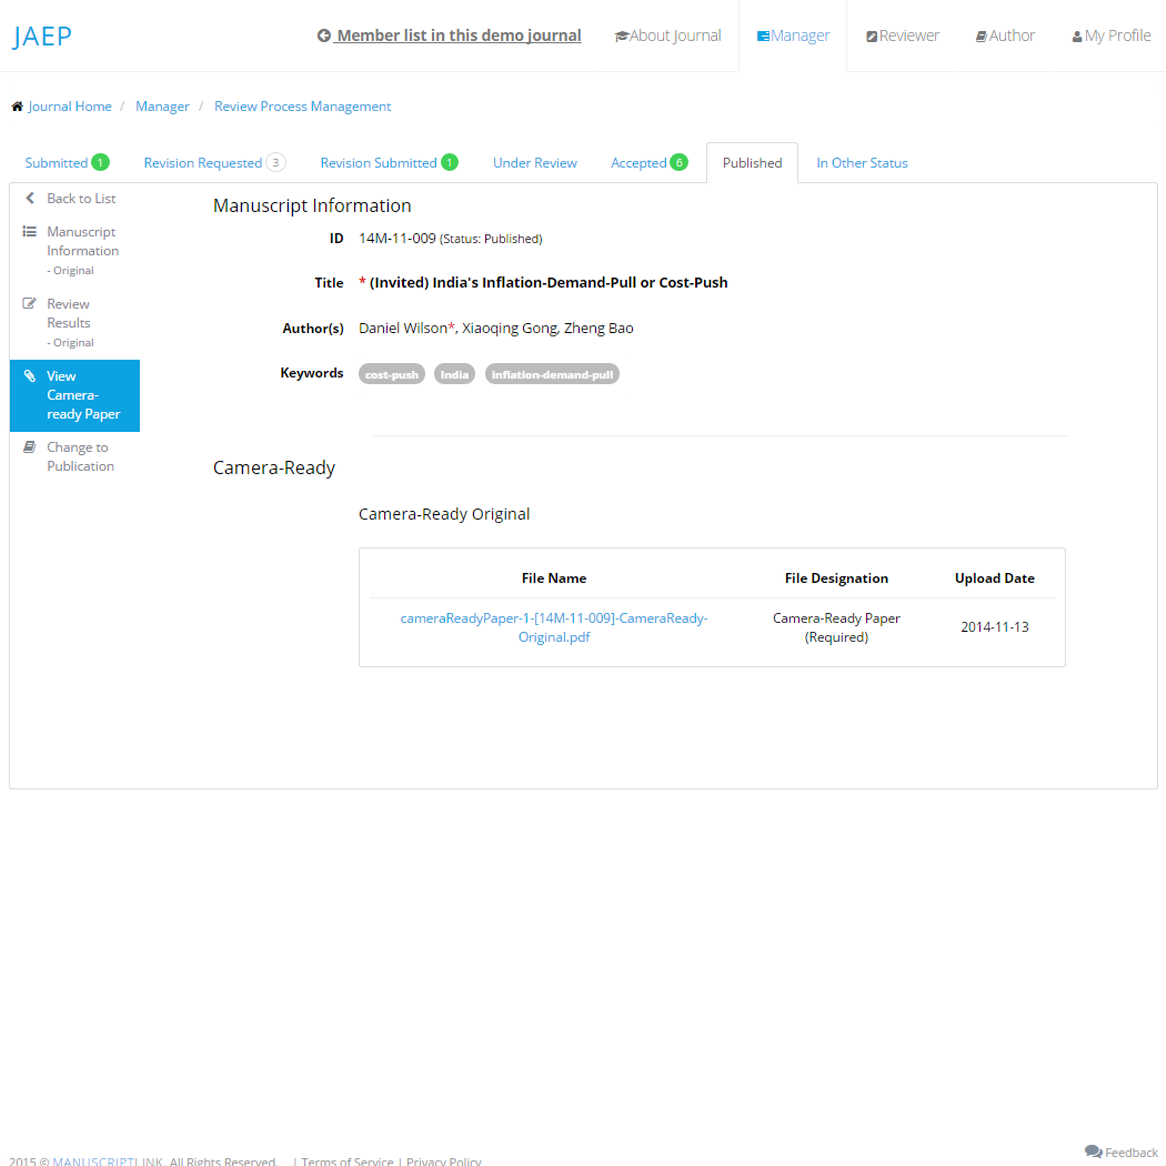 JAEP
Member list in this demo journal
About Journal
Manager
Reviewer
Author
My Profile
Journal Home / Manager / Review Process Management
Submitted 1
Revision Requested 3
Revision Submitted 1
Under Review
Accepted 6
Published
In Other Status
Back to List
Manuscript
Information
- Original
Review
Results
- Original
View
Camera-
ready Paper
Change to
Publication
Manuscript Information
ID 14M-11-009 (Status: Published)
Title * (Invited) India's Inflation-Demand-Pull or Cost-Push
Author(s) Daniel Wilson*, Xiaoqing Gong, Zheng Bao
Keywords cost-push India inflation-demand-pull
Camera-Ready
Camera-Ready Original
File Name File Designation Upload Date
cameraReadyPaper-1-[14M-11-009]-CameraReady-
Original.pdf
Camera-Ready Paper
(Required)
2014-11-13
Feedback
2015 © MANUSCRIPTLINK. All Rights Reserved. | Terms of Service | Privacy Policy